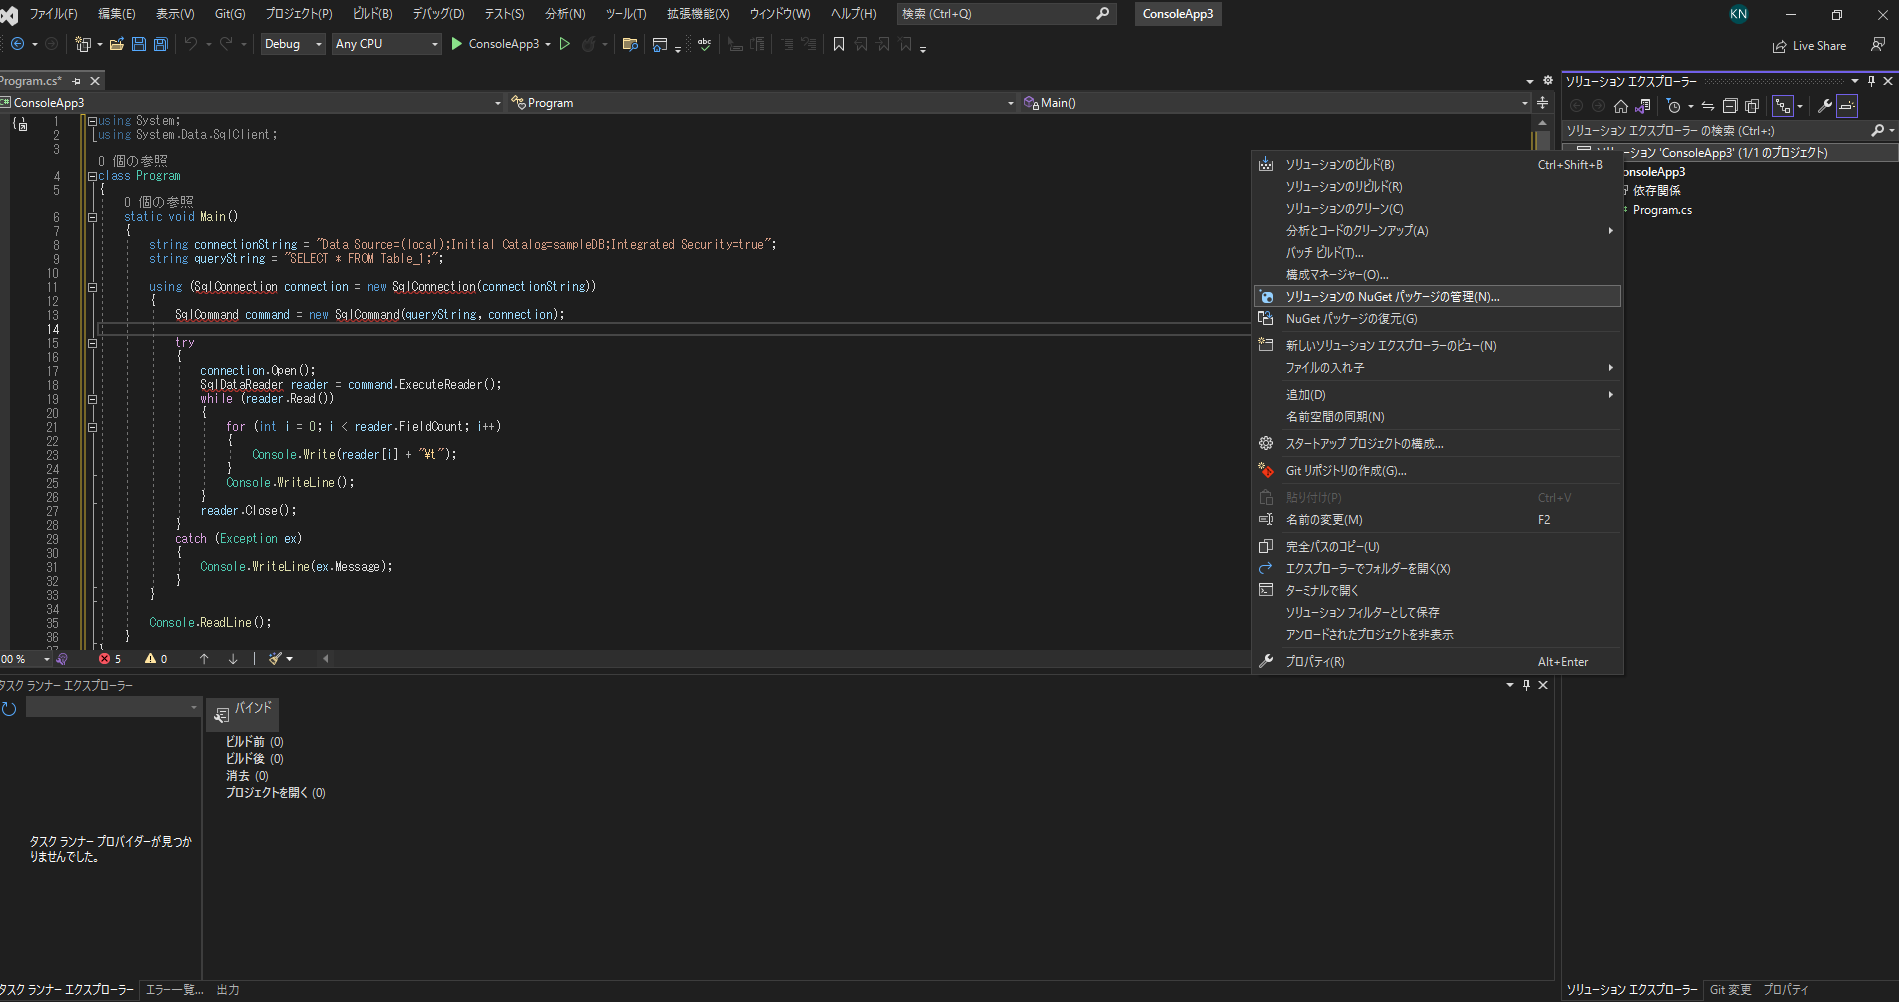 ファイル(F) 編集(E) 表示(V) Git(G) プロジェクト(P) ビルド(B) デバッグ(D) テスト(S) 分析(N) ツール(T) 拡張機能(X) ウィンドウ(W) ヘルプ(H) 検索 (Ctrl+Q) ConsoleApp3 KN
Debug Any CPU ConsoleApp3 abc Live Share
Program.cs*
C# ConsoleApp3 Program Main()
1 using System;
2 using System.Data.SqlClient;
3
0 個の参照
4 class Program
5 {
0 個の参照
6 static void Main()
7 {
8 string connectionString = "Data Source=(local);Initial Catalog=sampleDB;Integrated Security=true";
9 string queryString = "SELECT * FROM Table_1;";
10
11 using (SqlConnection connection = new SqlConnection(connectionString))
12 {
13 SqlCommand command = new SqlCommand(queryString, connection);
14
15 try
16 {
17 connection.Open();
18 SqlDataReader reader = command.ExecuteReader();
19 while (reader.Read())
20 {
21 for (int i = 0; i < reader.FieldCount; i++)
22 {
23 Console.Write(reader[i] + "¥t");
24 }
25 Console.WriteLine();
26 }
27 reader.Close();
28 }
29 catch (Exception ex)
30 {
31 Console.WriteLine(ex.Message);
32 }
33 }
34
35 Console.ReadLine();
36 }
37
00 % 5 0
ソリューションのビルド(B) Ctrl+Shift+B
ソリューションのリビルド(R)
ソリューションのクリーン(C)
分析とコードのクリーンアップ(A)
バッチ ビルド(T)...
構成マネージャー(O)...
ソリューションの NuGet パッケージの管理(N)...
NuGet パッケージの復元(G)
新しいソリューション エクスプローラーのビュー(N)
ファイルの入れ子
追加(D)
名前空間の同期(N)
スタートアップ プロジェクトの構成...
Git リポジトリの作成(G)...
貼り付け(P) Ctrl+V
名前の変更(M) F2
完全パスのコピー(U)
エクスプローラーでフォルダーを開く(X)
ターミナルで開く
ソリューション フィルターとして保存
アンロードされたプロジェクトを非表示
プロパティ(R) Alt+Enter
ソリューション エクスプローラー
ソリューション エクスプローラー の検索 (Ctrl+:)
ーション 'ConsoleApp3' (1/1 のプロジェクト)
onsoleApp3
依存関係
Program.cs
タスク ランナー エクスプローラー
バインド
ビルド前 (0)
ビルド後 (0)
消去 (0)
プロジェクトを開く (0)
タスク ランナー プロバイダーが見つか
りませんでした。
タスク ランナー エクスプローラー エラー一覧... 出力
ソリューション エクスプローラー Git 変更 プロパティ